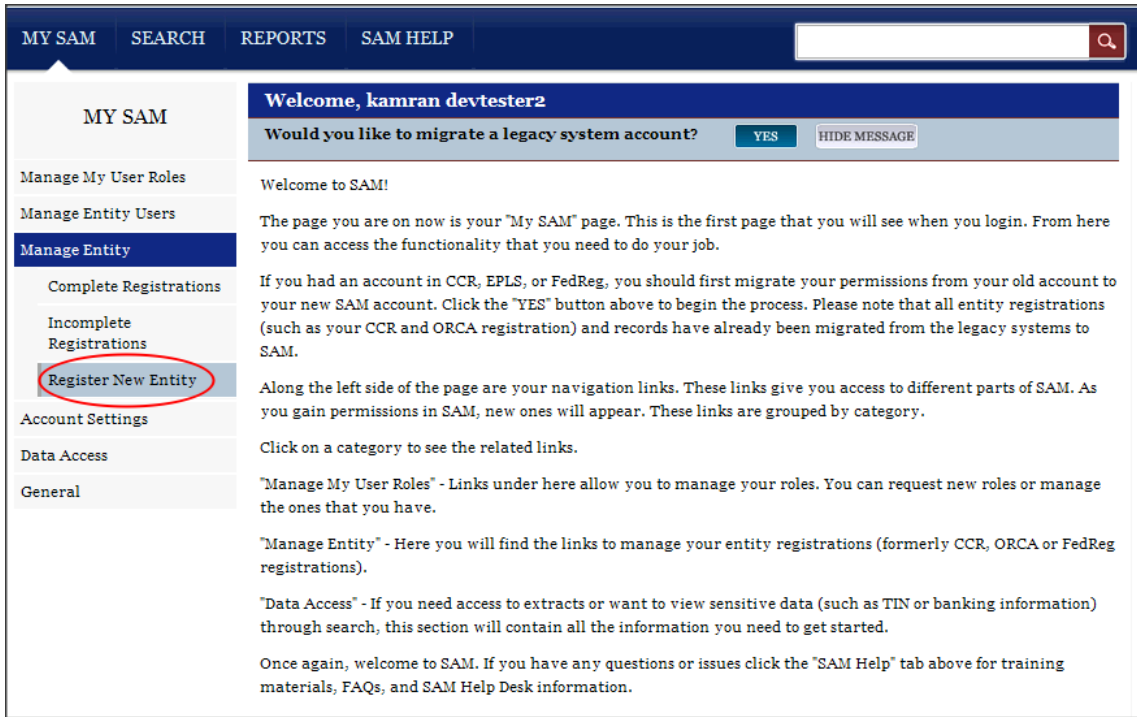 MY SAM SEARCH REPORTS SAM HELP
MY SAM
Manage My User Roles
Manage Entity Users
Manage Entity
Complete Registrations
Incomplete
Registrations
Register New Entity
Account Settings
Data Access
General
Welcome, kamran devtester2
Would you like to migrate a legacy system account? YES HIDE MESSAGE
Welcome to SAM!
The page you are on now is your "My SAM" page. This is the first page that you will see when you login. From here
you can access the functionality that you need to do your job.
If you had an account in CCR, EPLS, or FedReg, you should first migrate your permissions from your old account to
your new SAM account. Click the "YES" button above to begin the process. Please note that all entity registrations
(such as your CCR and ORCA registration) and records have already been migrated from the legacy systems to
SAM.
Along the left side of the page are your navigation links. These links give you access to different parts of SAM. As
you gain permissions in SAM, new ones will appear. These links are grouped by category.
Click on a category to see the related links.
"Manage My User Roles" - Links under here allow you to manage your roles. You can request new roles or manage
the ones that you have.
"Manage Entity" - Here you will find the links to manage your entity registrations (formerly CCR, ORCA or FedReg
registrations).
"Data Access" - If you need access to extracts or want to view sensitive data (such as TIN or banking information)
through search, this section will contain all the information you need to get started.
Once again, welcome to SAM. If you have any questions or issues click the "SAM Help" tab above for training
materials, FAQs, and SAM Help Desk information.